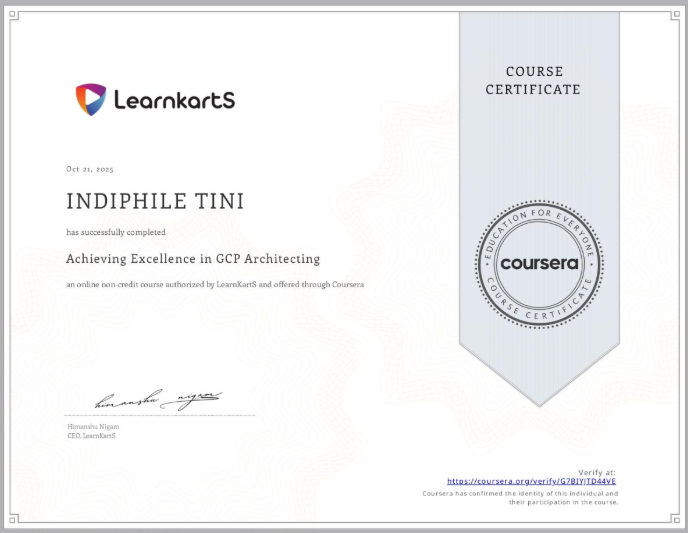 COURSE
CERTIFICATE
LearnkartS
Oct 21, 2025
INDIPHILE TINI
has successfully completed
Achieving Excellence in GCP Architecting
an online non-credit course authorized by LearnKartS and offered through Coursera
EDUCATION FOR EVERYONE
coursera
COURSE CERTIFICATE
himanshu nigam
Himanshu Nigam
CEO, LearnKartS
Verify at:
https://coursera.org/verify/G7BIYJTD44VE
Coursera has confirmed the identity of this individual and
their participation in the course.